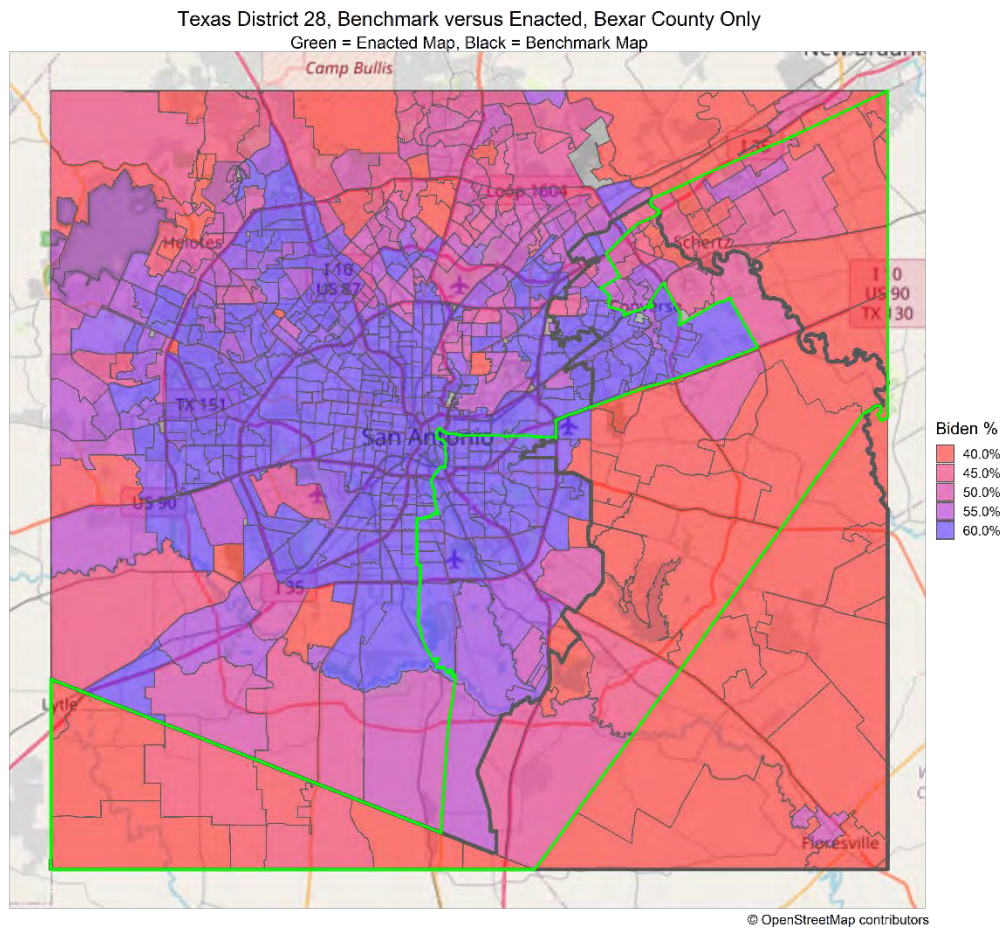 Texas District 28, Benchmark versus Enacted, Bexar County Only
Green = Enacted Map, Black = Benchmark Map
Camp Bullis
I 35
Loop 1604
Helotes
Schertz
I 10
US 87
I 10
US 90
TX 130
Converse
TX 151
San Antonio
Biden %
40.0%
45.0%
50.0%
55.0%
60.0%
US 90
I 35
Lytle
Floresville
© OpenStreetMap contributors